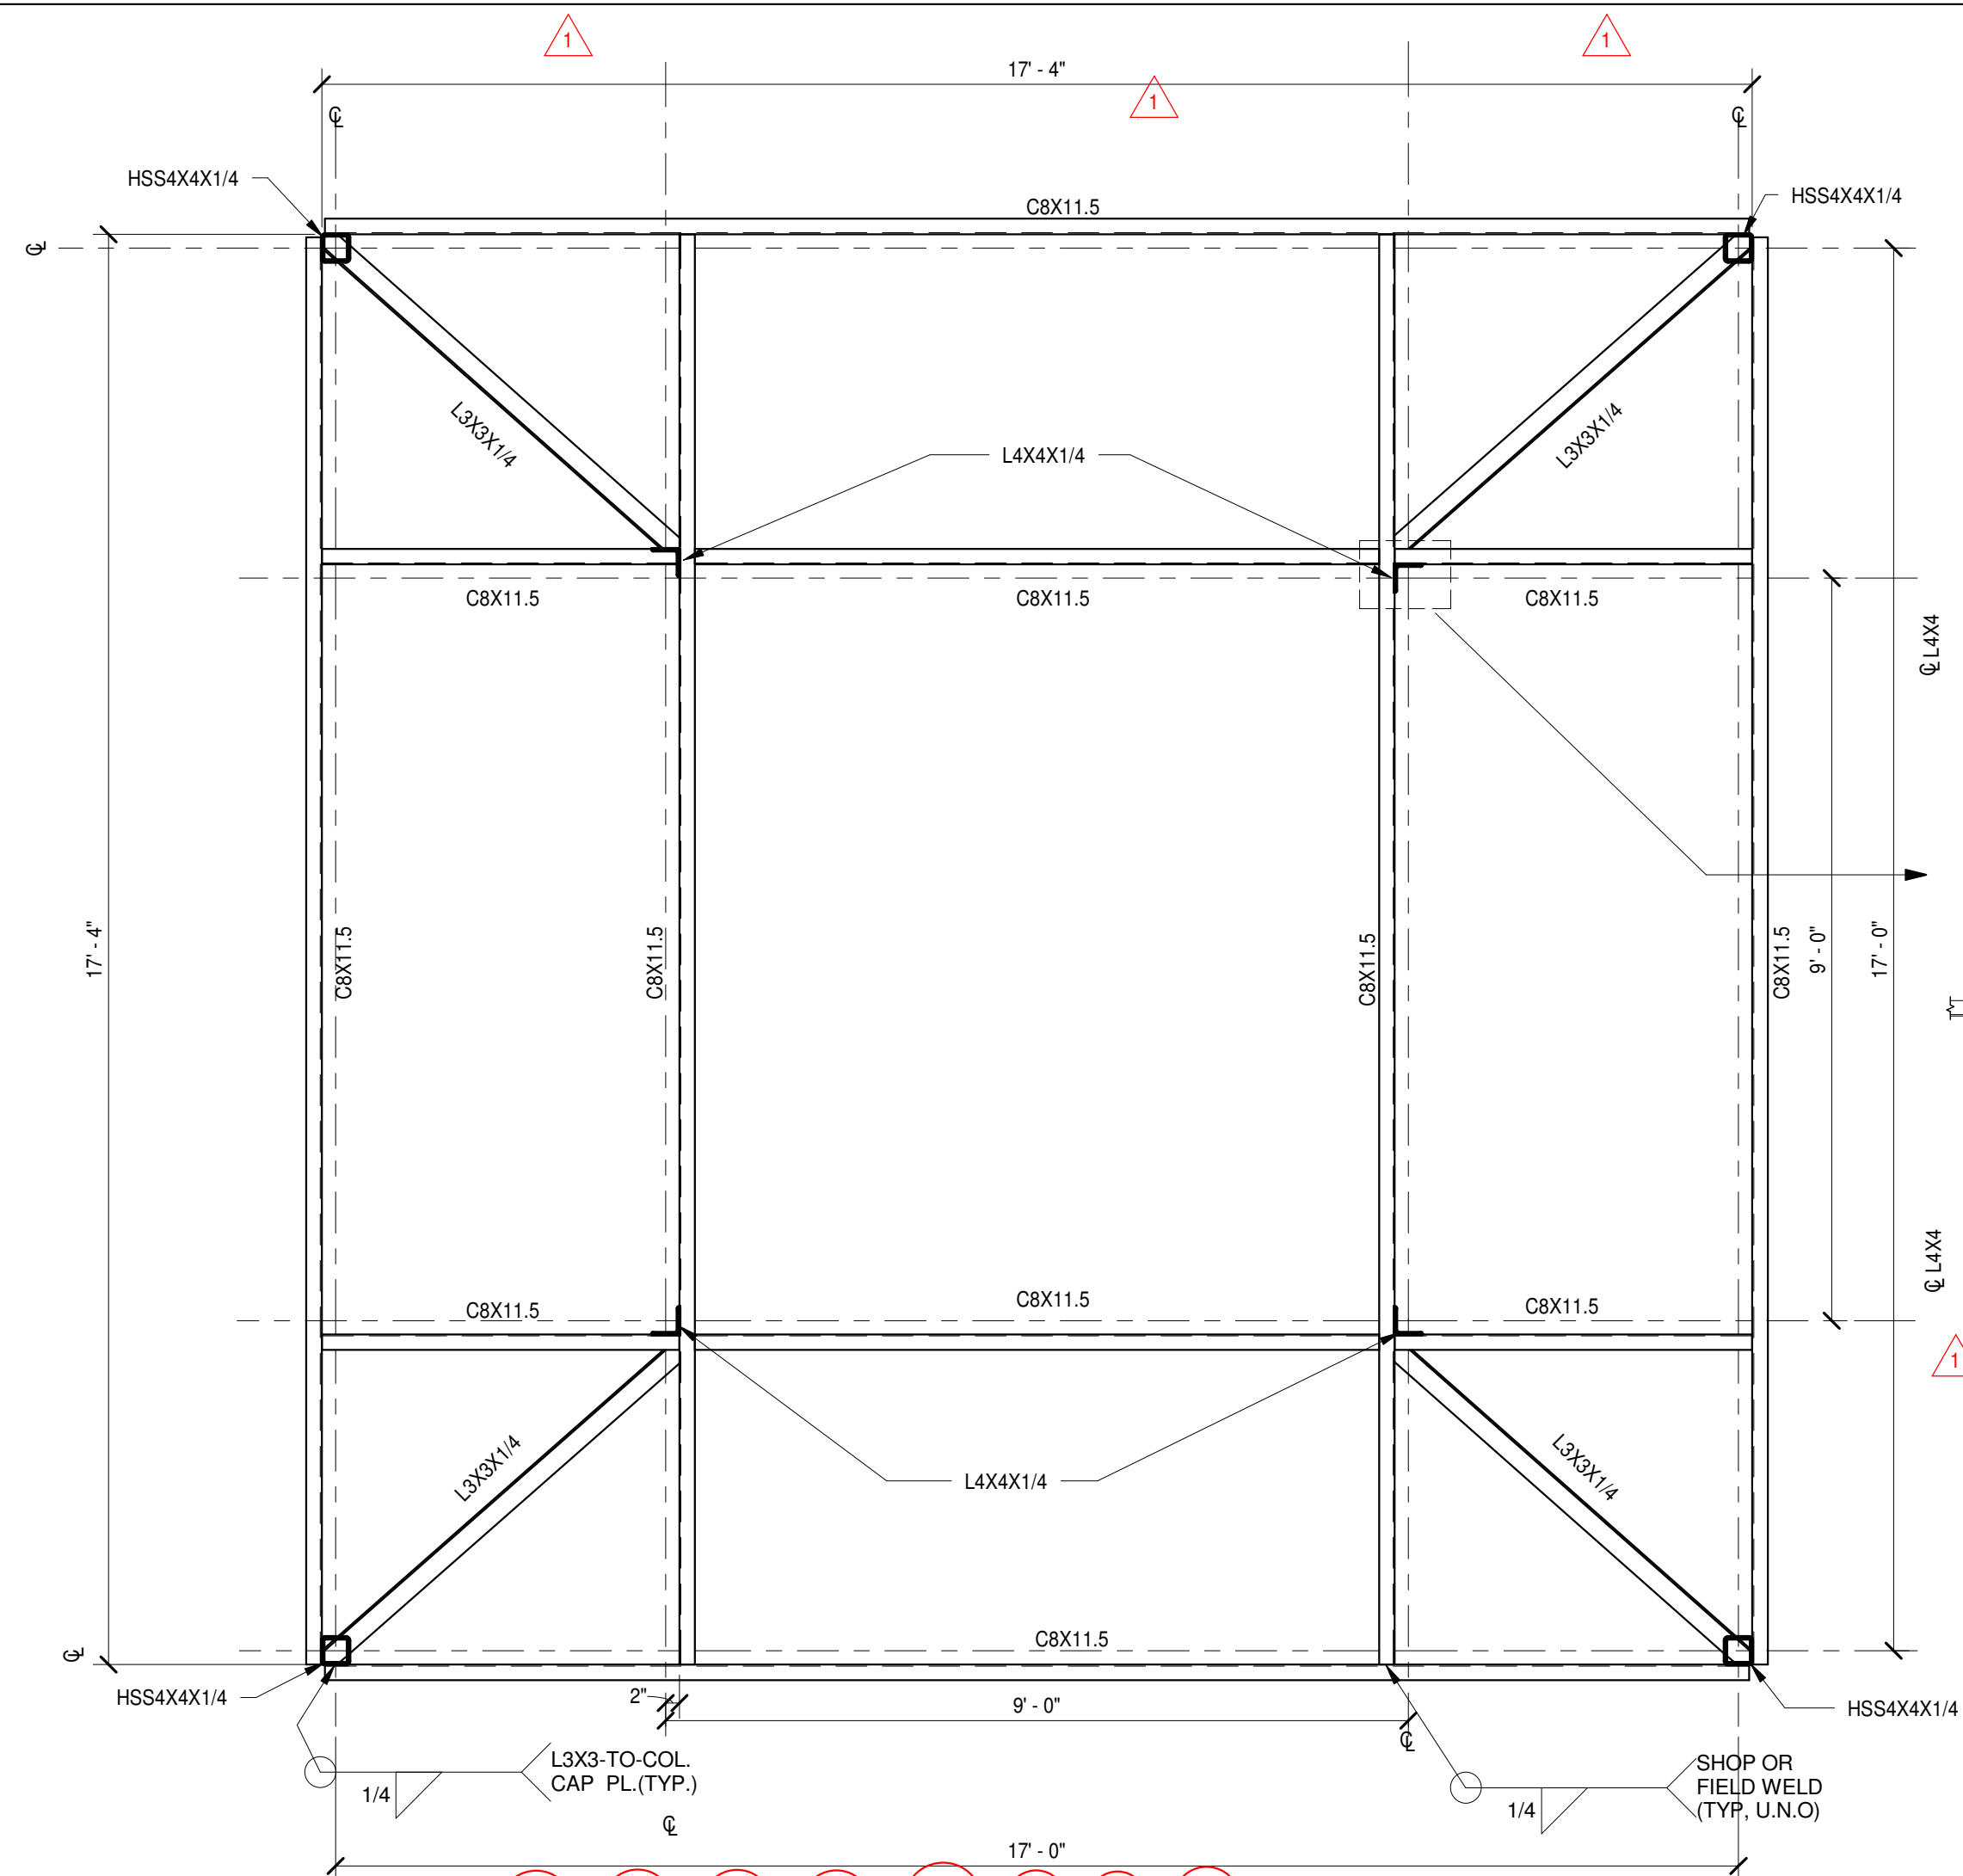 1
1
17' - 4"
1
℄
℄
HSS4X4X1/4
HSS4X4X1/4
C8X11.5
℄
L3X3X1/4
L3X3X1/4
L4X4X1/4
C8X11.5
C8X11.5
C8X11.5
℄ L4X4
17' - 4"
C8X11.5
C8X11.5
C8X11.5
C8X11.5
9' - 0"
17' - 0"
℄ L4X4
C8X11.5
C8X11.5
C8X11.5
1
L3X3X1/4
L3X3X1/4
L4X4X1/4
C8X11.5
℄
HSS4X4X1/4
2"
9' - 0"
HSS4X4X1/4
℄
L3X3-TO-COL.
CAP PL.(TYP.)
1/4
SHOP OR
FIELD WELD
(TYP, U.N.O)
1/4
℄
17' - 0"